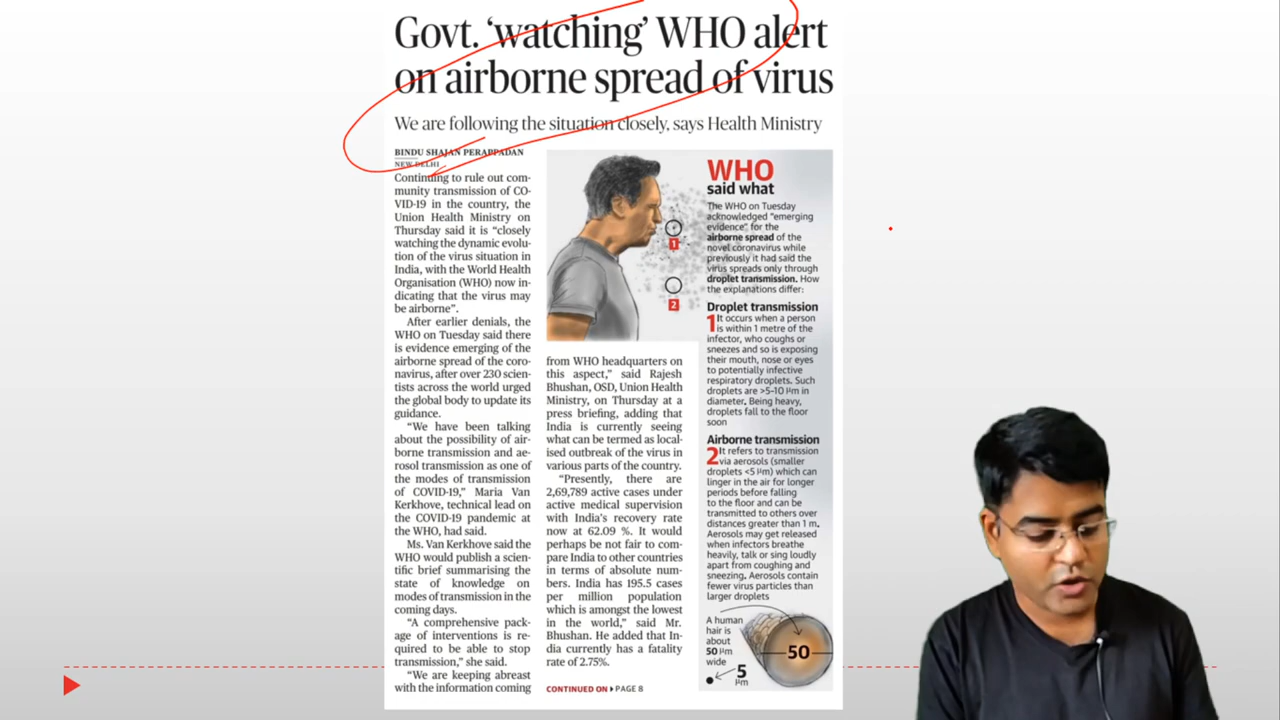 Govt. ‘watching’ WHO alert
on airborne spread of virus
We are following the situation closely, says Health Ministry
BINDU SHAJAN PERAPPADAN
NEW DELHI
Continuing to rule out com-
munity transmission of CO-
VID-19 in the country, the
Union Health Ministry on
Thursday said it is “closely
watching the dynamic evolu-
tion of the virus situation in
India, with the World Health
Organisation (WHO) now in-
dicating that the virus may
be airborne”.
After earlier denials, the
WHO on Tuesday said there
is evidence emerging of the
airborne spread of the coro-
navirus, after over 230 scien-
tists across the world urged
the global body to update its
guidance.
“We have been talking
about the possibility of air-
borne transmission and ae-
rosol transmission as one of
the modes of transmission
of COVID-19,” Maria Van
Kerkhove, technical lead on
the COVID-19 pandemic at
the WHO, had said.
Ms. Van Kerkhove said the
WHO would publish a scien-
tific brief summarising the
state of knowledge on
modes of transmission in the
coming days.
“A comprehensive pack-
age of interventions is re-
quired to be able to stop
transmission,” she said.
“We are keeping abreast
with the information coming
from WHO headquarters on
this aspect,” said Rajesh
Bhushan, OSD, Union Health
Ministry, on Thursday at a
press briefing, adding that
India is currently seeing
what can be termed as local-
ised outbreak of the virus in
various parts of the country.
“Presently, there are
2,69,789 active cases under
active medical supervision
with India’s recovery rate
now at 62.09 %. It would
perhaps be not fair to com-
pare India to other countries
in terms of absolute num-
bers. India has 195.5 cases
per million population
which is amongst the lowest
in the world,” said Mr.
Bhushan. He added that In-
dia currently has a fatality
rate of 2.75%.
CONTINUED ON PAGE 8
1
2
WHO
said what
The WHO on Tuesday
acknowledged “emerging
evidence” for the
airborne spread of the
novel coronavirus while
previously it had said the
virus spreads only through
droplet transmission. How
the explanations differ:
Droplet transmission
1 It occurs when a person
is within 1 metre of the
infector, who coughs or
sneezes and so is exposing
their mouth, nose or eyes
to potentially infective
respiratory droplets. Such
droplets are >5-10 µm in
diameter. Being heavy,
droplets fall to the floor
soon
Airborne transmission
2 It refers to transmission
via aerosols (smaller
droplets <5 µm) which can
linger in the air for longer
periods before falling
to the floor and can be
transmitted to others over
distances greater than 1 m.
Aerosols may get released
when infectors breathe
heavily, talk or sing loudly
apart from coughing and
sneezing. Aerosols contain
fewer virus particles than
larger droplets
A human
hair is
about
50 µm
wide
50
5
µm